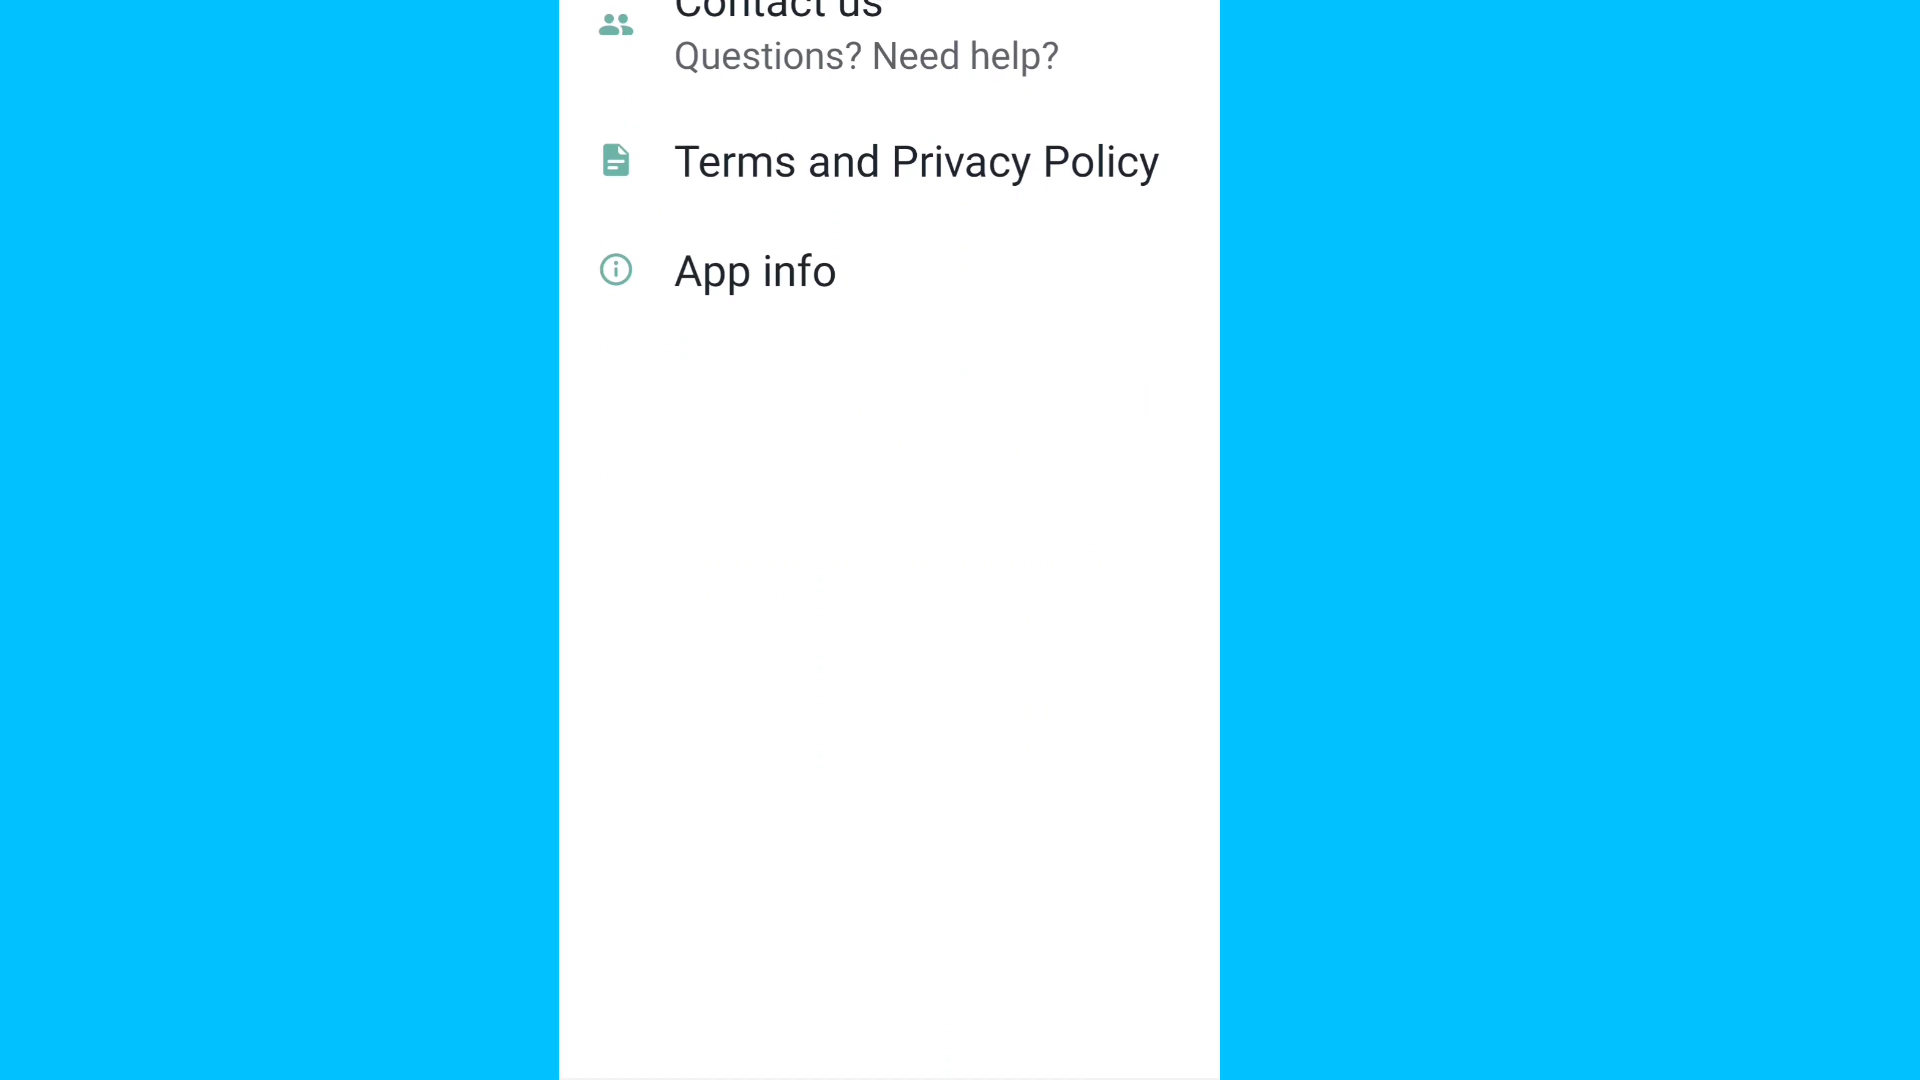 Contact us
Questions? Need help?
Terms and Privacy Policy
App info